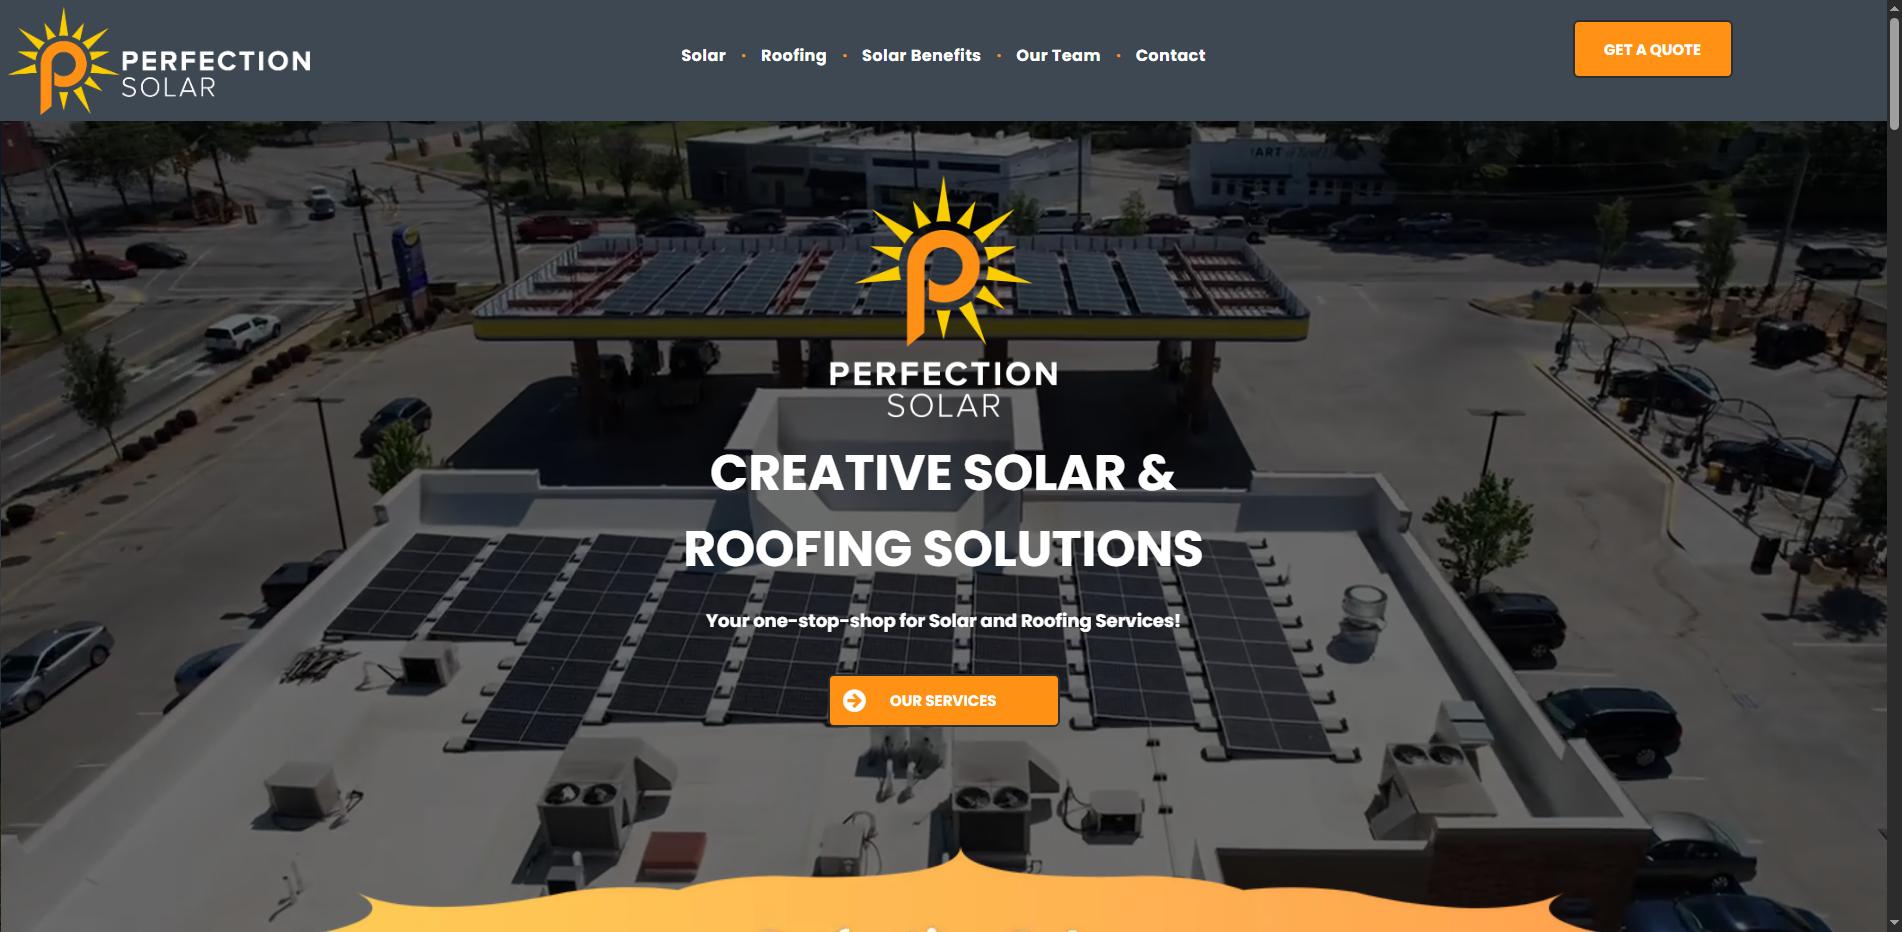 PERFECTION
SOLAR
Solar • Roofing • Solar Benefits • Our Team • Contact
GET A QUOTE
PERFECTION
SOLAR
CREATIVE SOLAR &
ROOFING SOLUTIONS
Your one-stop-shop for Solar and Roofing Services!
OUR SERVICES